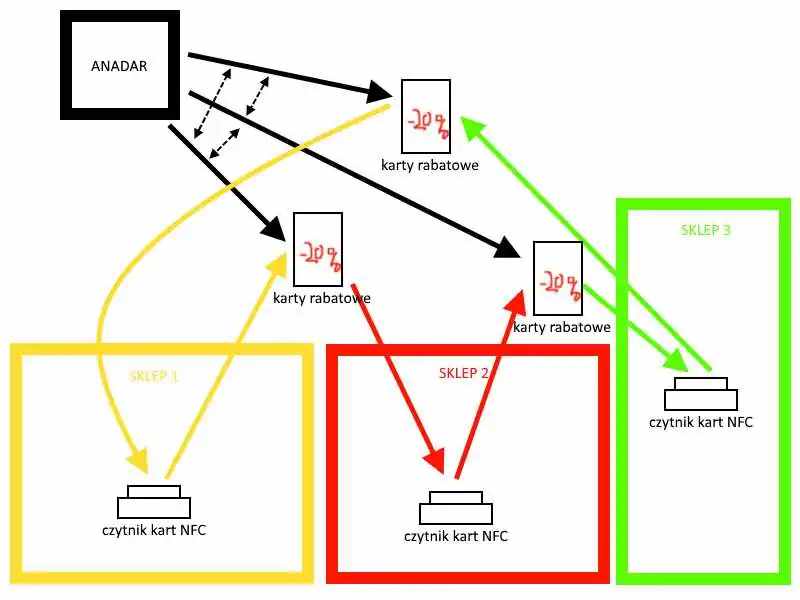 ANADAR
-20%
karty rabatowe
-20%
karty rabatowe
-20%
karty rabatowe
SKLEP 3
SKLEP 1
SKLEP 2
czytnik kart NFC
czytnik kart NFC
czytnik kart NFC